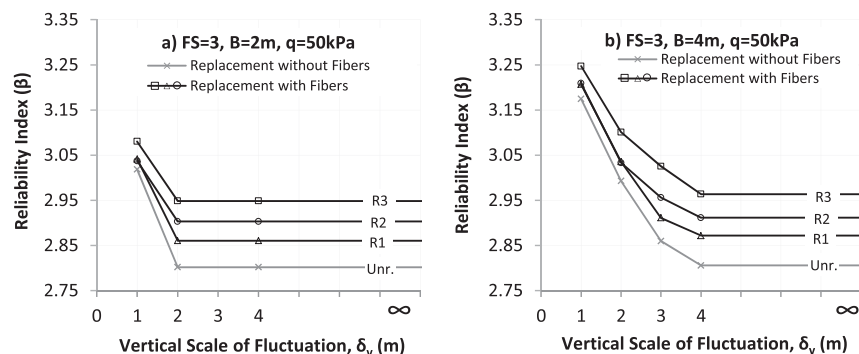 a) FS=3, B=2m, q=50kPa
Replacement without Fibers
Replacement with Fibers
Reliability Index (β)
3.35
3.25
3.15
3.05
2.95
2.85
2.75
R3
R2
R1
Unr.
0 1 2 3 4 ∞
Vertical Scale of Fluctuation, δv (m)
b) FS=3, B=4m, q=50kPa
Replacement without Fibers
Replacement with Fibers
Reliability Index (β)
3.35
3.25
3.15
3.05
2.95
2.85
2.75
R3
R2
R1
Unr.
0 1 2 3 4 ∞
Vertical Scale of Fluctuation, δv (m)